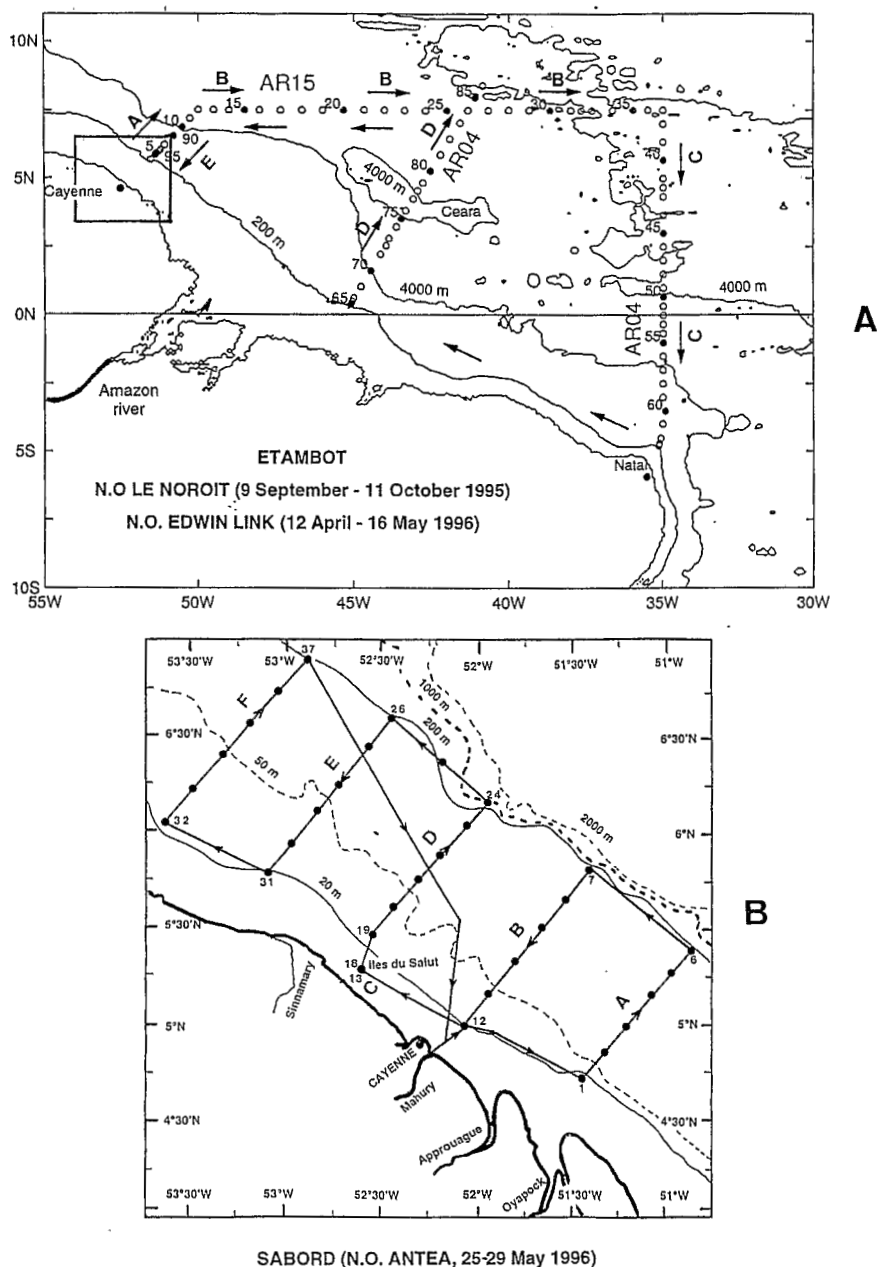 10N
5N
0N
5S
10S
55W
50W
45W
40W
35W
30W
B
AR15
B
B
A
5
10
15
20
25
30
35
85
90
95
E
D
AR04
80
75
D
70
65
40
C
45
50
55
60
C
AR04
Cayenne
200 m
4000 m
Ceara
4000 m
4000 m
Amazon
river
Natal
ETAMBOT
N.O LE NOROIT (9 September - 11 October 1995)
N.O. EDWIN LINK (12 April - 16 May 1996)
A
53°30'W
53°W
52°30'W
52°W
51°30'W
51°W
37
F
26
1000 m
200 m
6°30'N
6°30'N
50 m
E
24
2000 m
32
D
6°N
7
31
20 m
B
B
5°30'N
5°30'N
19
6
18
13
Iles du Salut
Sinnamary
C
A
5°N
12
5°N
CAYENNE
1
Mahury
4°30'N
4°30'N
Approuague
Oyapock
53°30'W
53°W
52°30'W
52°W
51°30'W
51°W
SABORD (N.O. ANTEA, 25-29 May 1996)